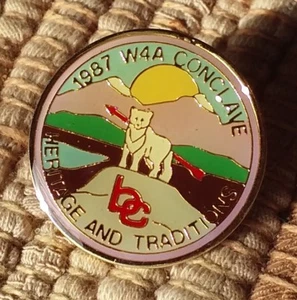 1987 W4A CONCLAVE
bc
HERITAGE AND TRADITIONS